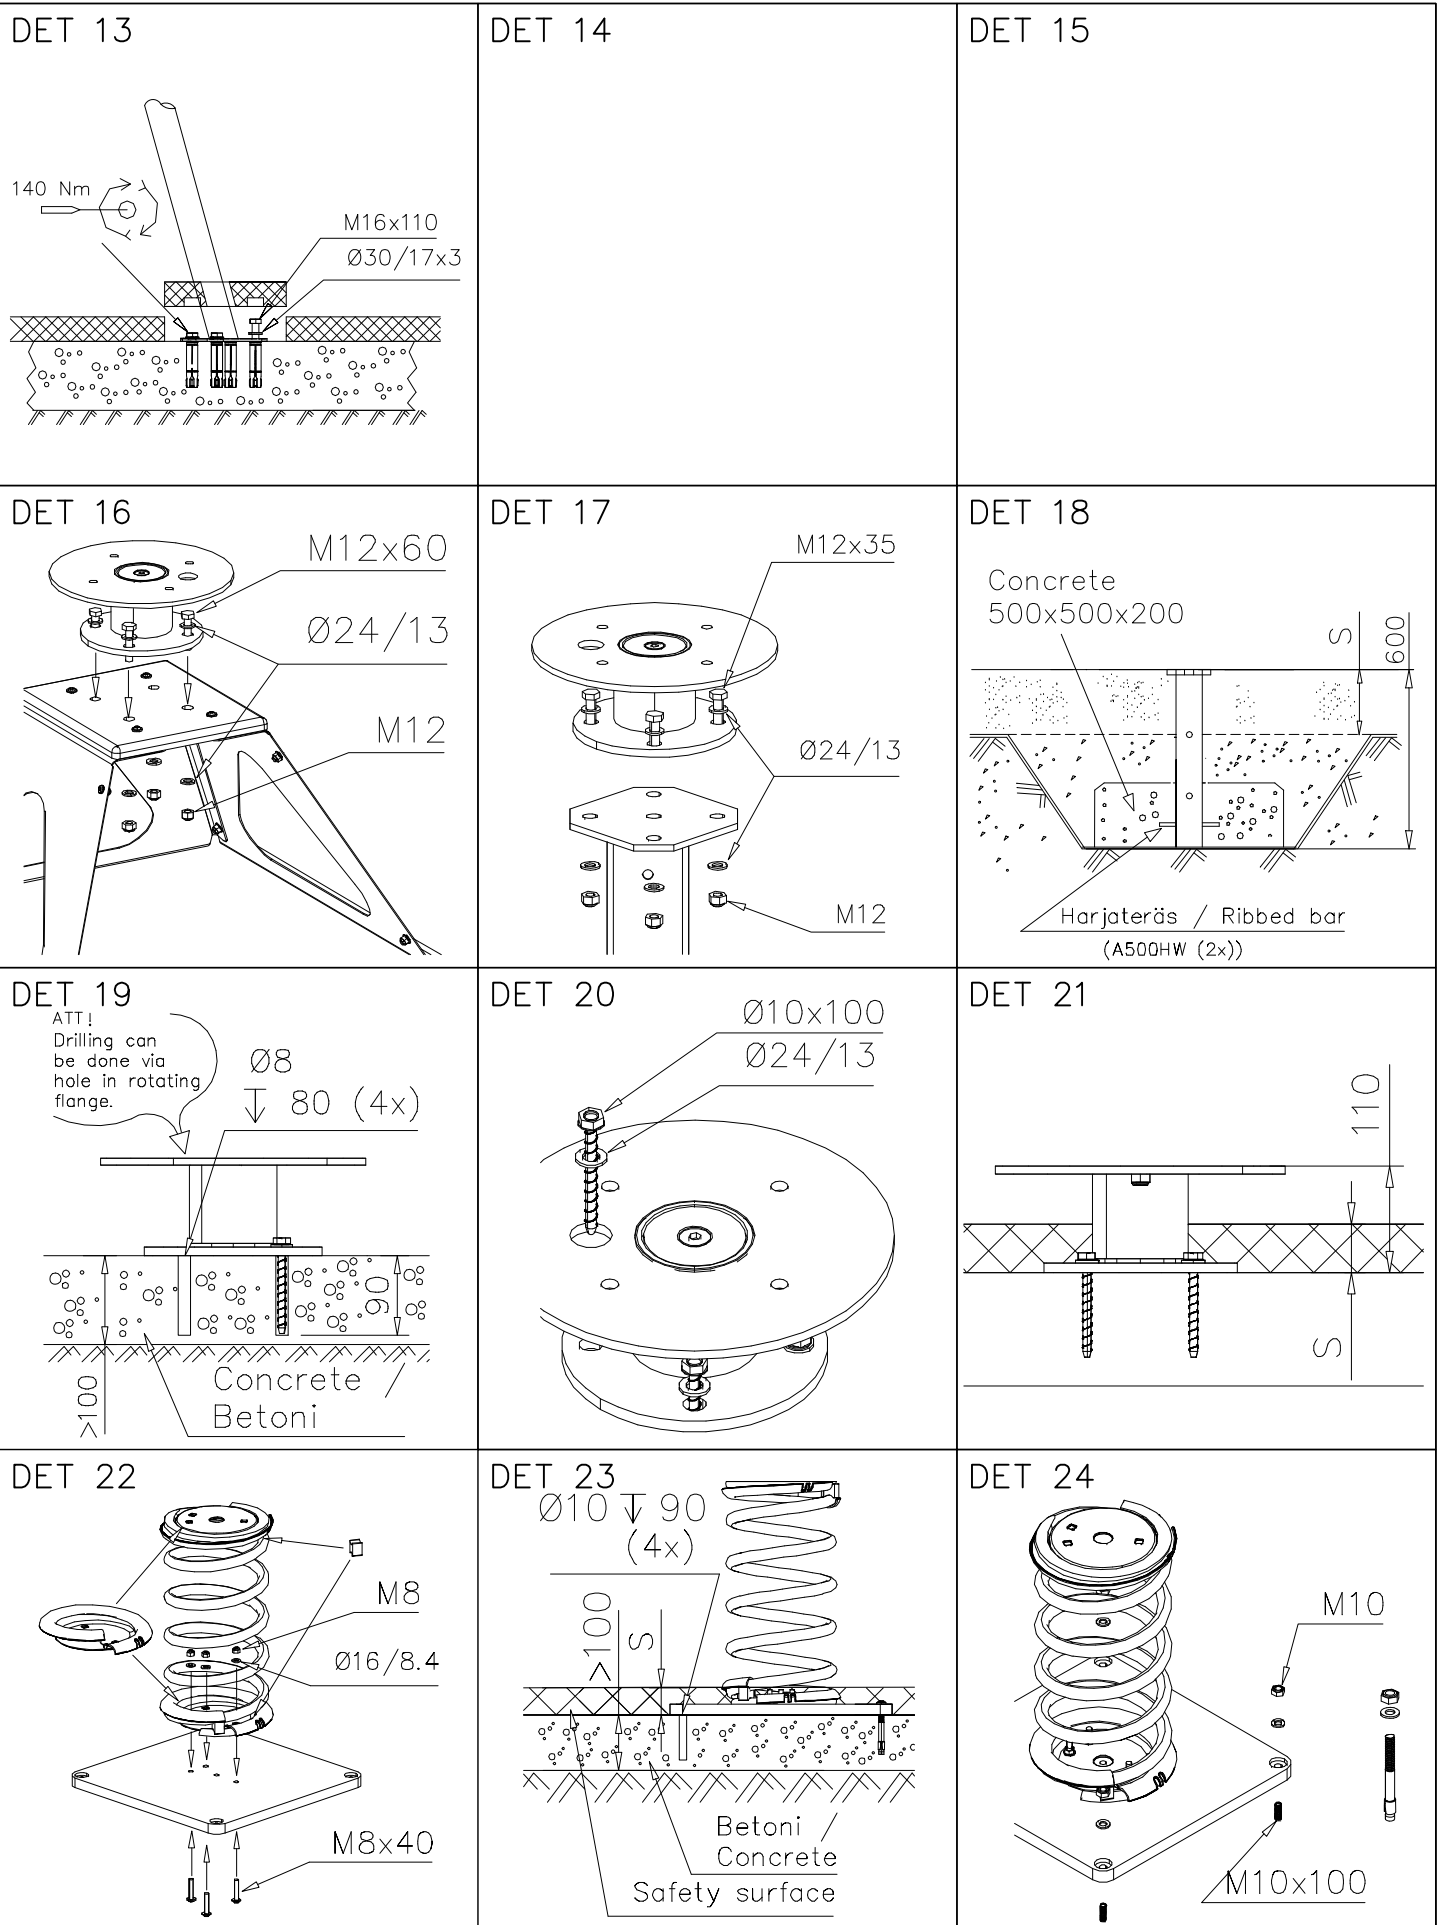 DET 13
140 Nm
M16x110
Ø30/17x3
DET 14
DET 15
DET 16
M12x60
Ø24/13
M12
DET 17
M12x35
Ø24/13
M12
DET 18
Concrete
500x500x200
S
600
Harjateräs / Ribbed bar
(A500HW (2x))
DET 19
ATT!
Drilling can
be done via
hole in rotating
flange.
Ø8
↧ 80 (4x)
90
>100
Concrete /
Betoni
DET 20
Ø10x100
Ø24/13
DET 21
110
S
DET 22
M8
Ø16/8.4
M8x40
DET 23
Ø10 ↧ 90
(4x)
>100
S
Betoni /
Concrete
Safety surface
DET 24
M10
M10x100